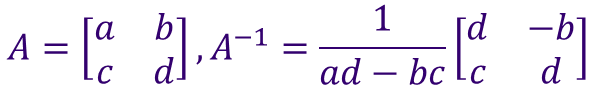 A = [a b; c d], A⁻¹ = 1/(ad − bc) [d −b; c d]